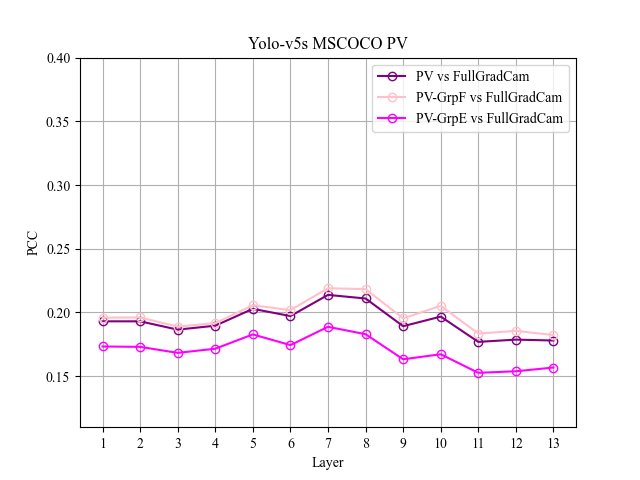 Yolo-v5s MSCOCO PV
0.40
0.35
0.30
0.25
0.20
0.15
PCC
PV vs FullGradCam
PV-GrpF vs FullGradCam
PV-GrpE vs FullGradCam
1 2 3 4 5 6 7 8 9 10 11 12 13
Layer